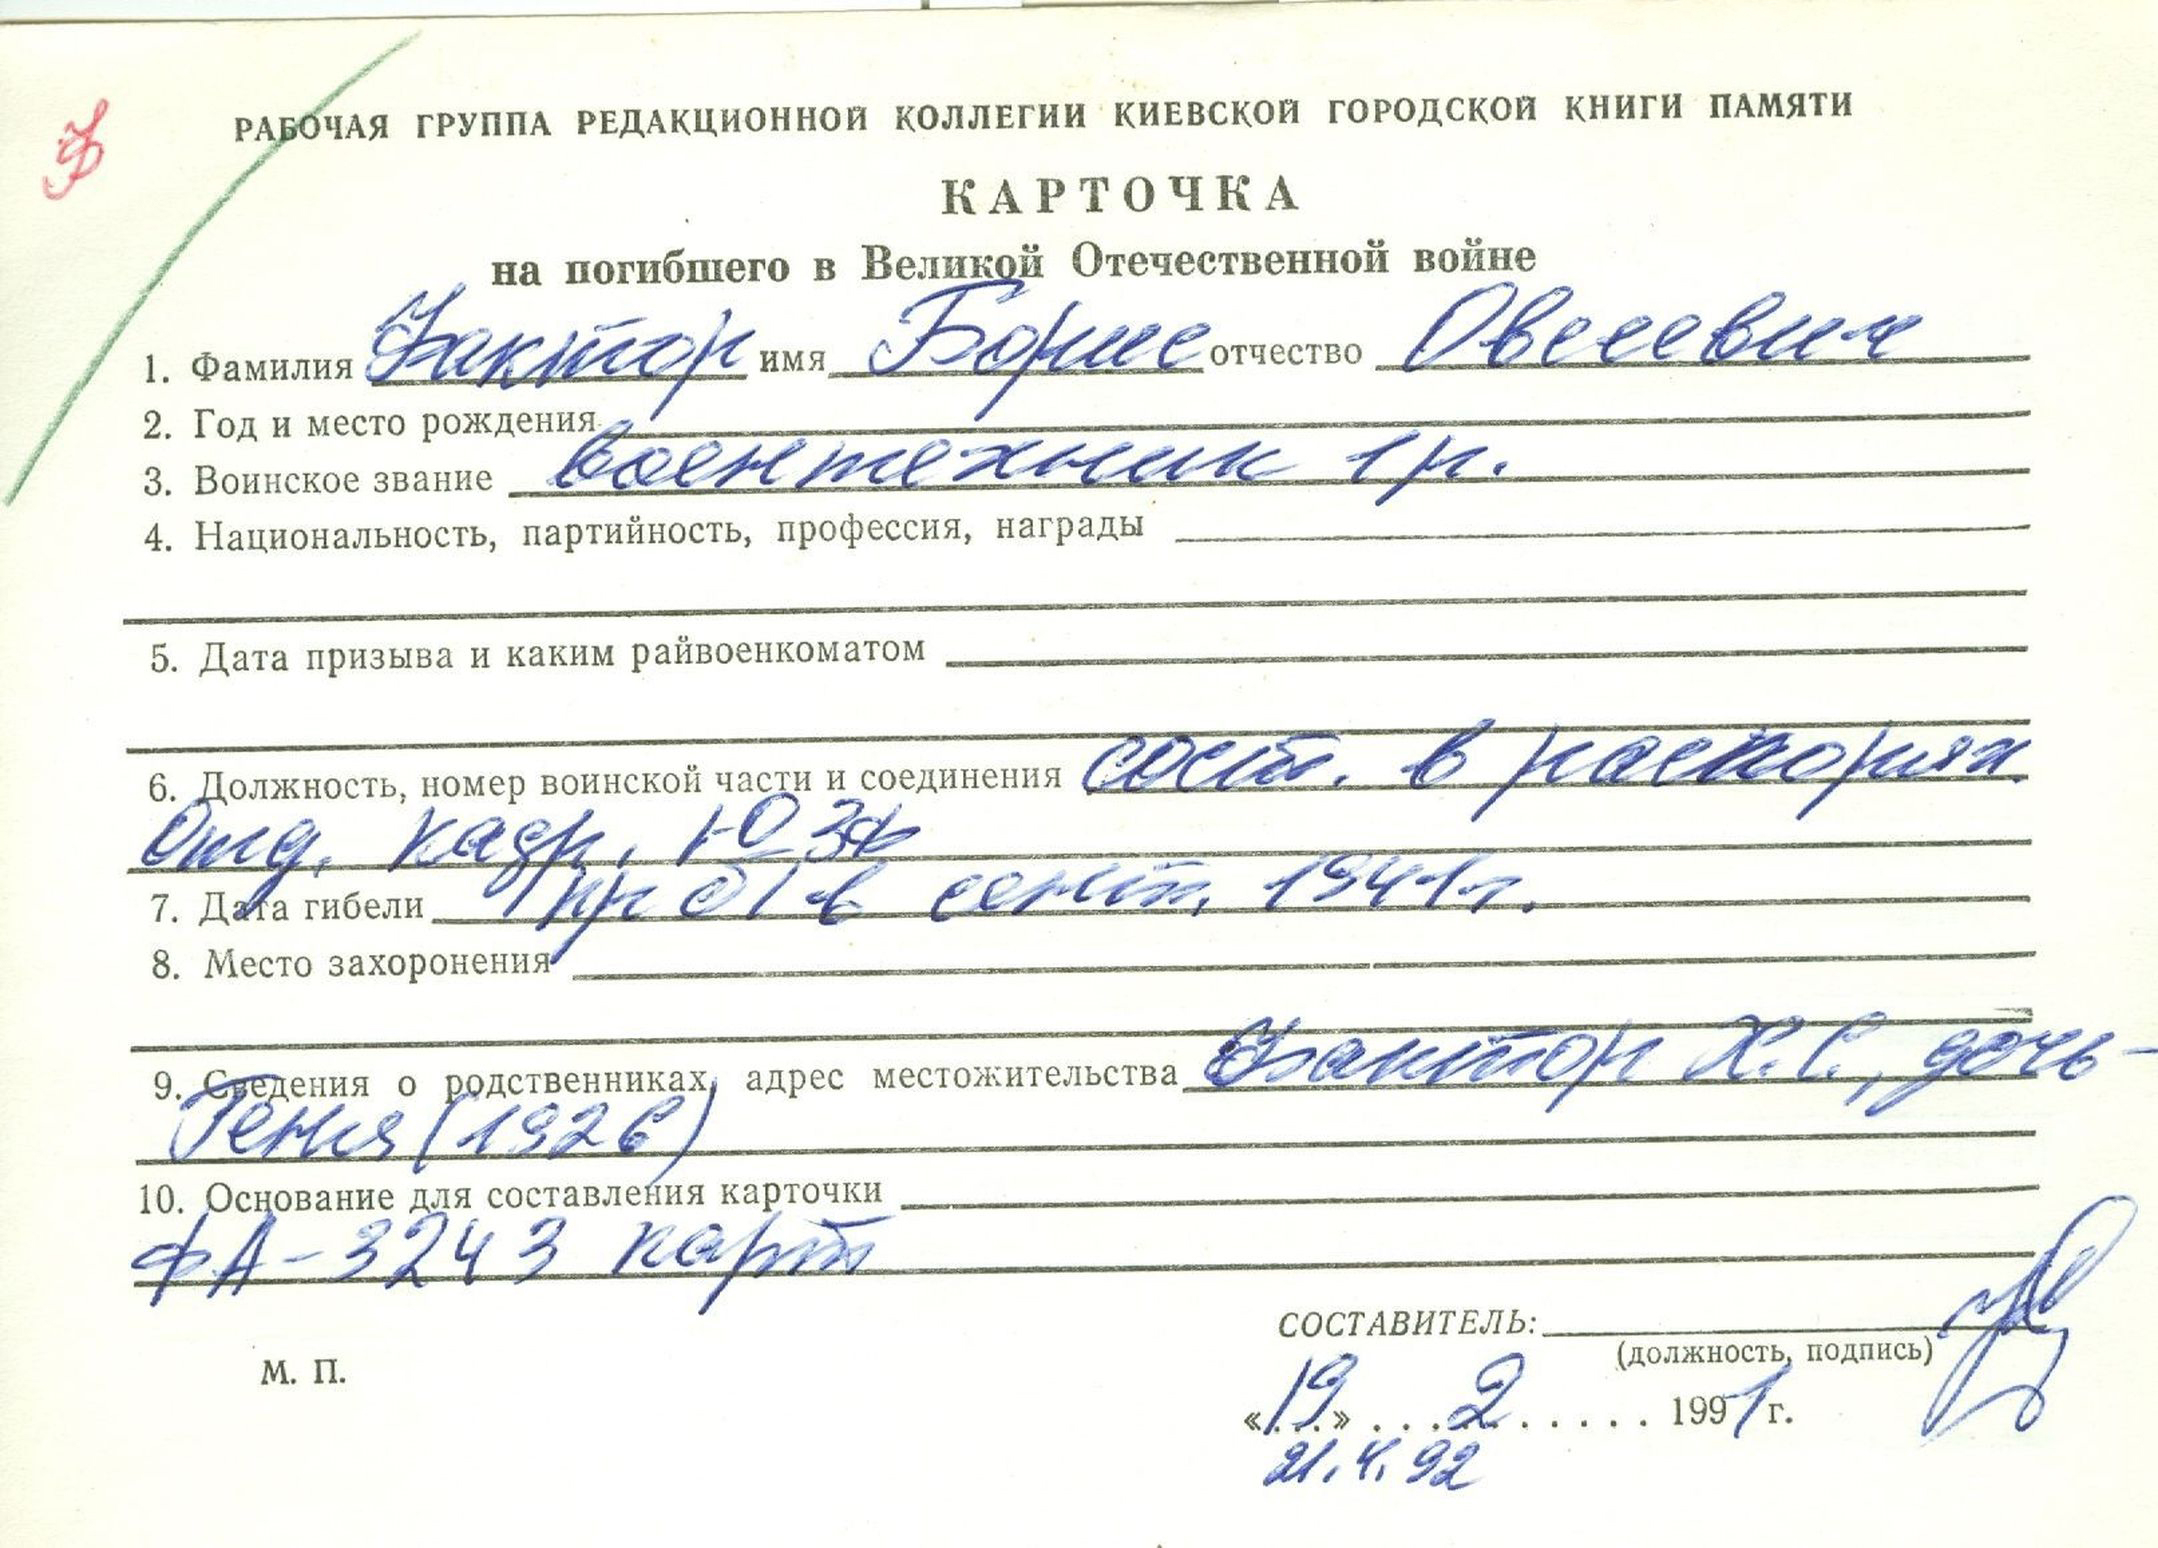 Ф
РАБОЧАЯ ГРУППА РЕДАКЦИОННОЙ КОЛЛЕГИИ КИЕВСКОЙ ГОРОДСКОЙ КНИГИ ПАМЯТИ
КАРТОЧКА
на погибшего в Великой Отечественной войне
1. Фамилия Фактор имя Борис отчество Овсеевич
2. Год и место рождения
3. Воинское звание воентехник 1 р.
4. Национальность, партийность, профессия, награды
5. Дата призыва и каким райвоенкоматом
6. Должность, номер воинской части и соединения сост. в распоряж.
Отд. кадр. ЮЗФ
7. Дата гибели пр б/в сент. 1941 г.
8. Место захоронения
9. Сведения о родственниках, адрес местожительства Фактор Х.С., дочь -
Геня (1926)
10. Основание для составления карточки
ФА-3243 карт
СОСТАВИТЕЛЬ:
(должность, подпись)
М. П.
«19» 2 1991 г.
21.4.92